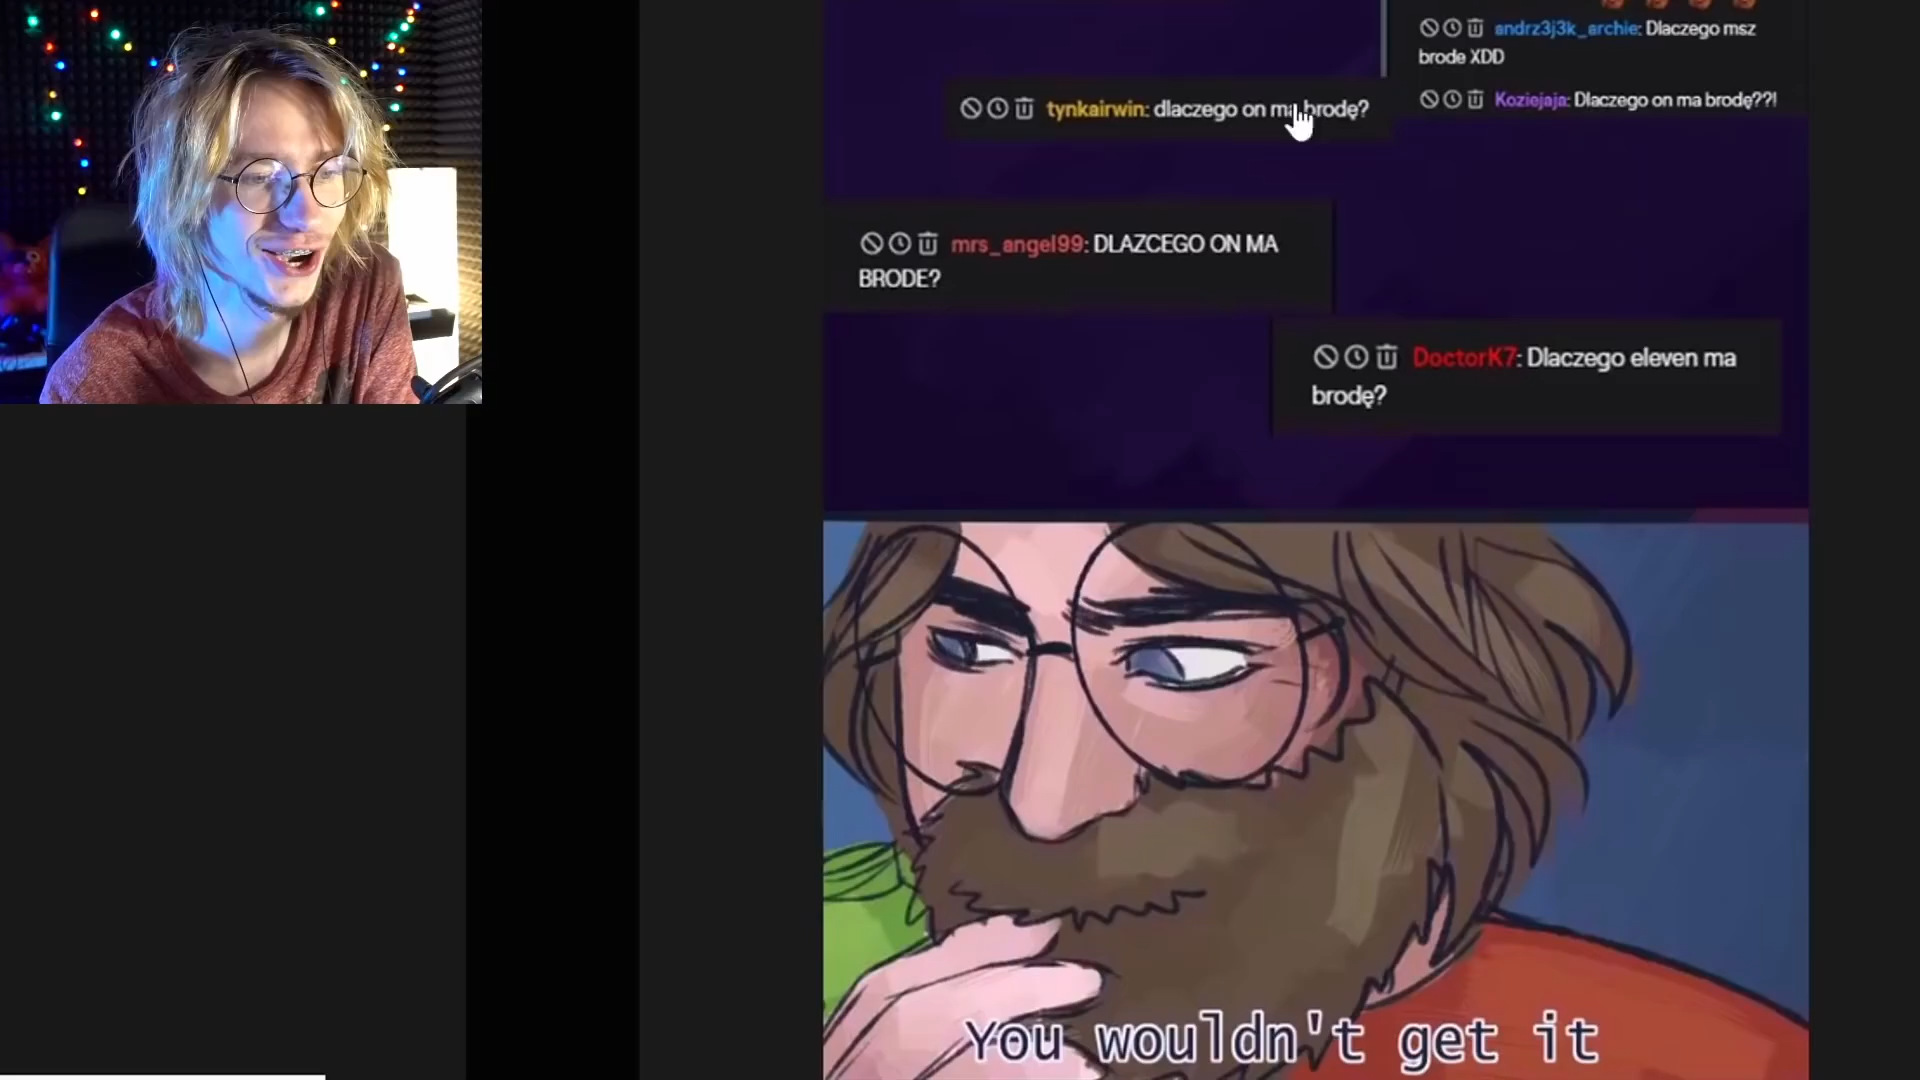 andrz3j3k_archie: Dlaczego msz
brode XDD
Koziejaja: Dlaczego on ma brodę??!
tynkairwin: dlaczego on ma brodę?
mrs_angel99: DLAZCEGO ON MA
BRODE?
DoctorK7: Dlaczego eleven ma
brodę?
You wouldn't get it